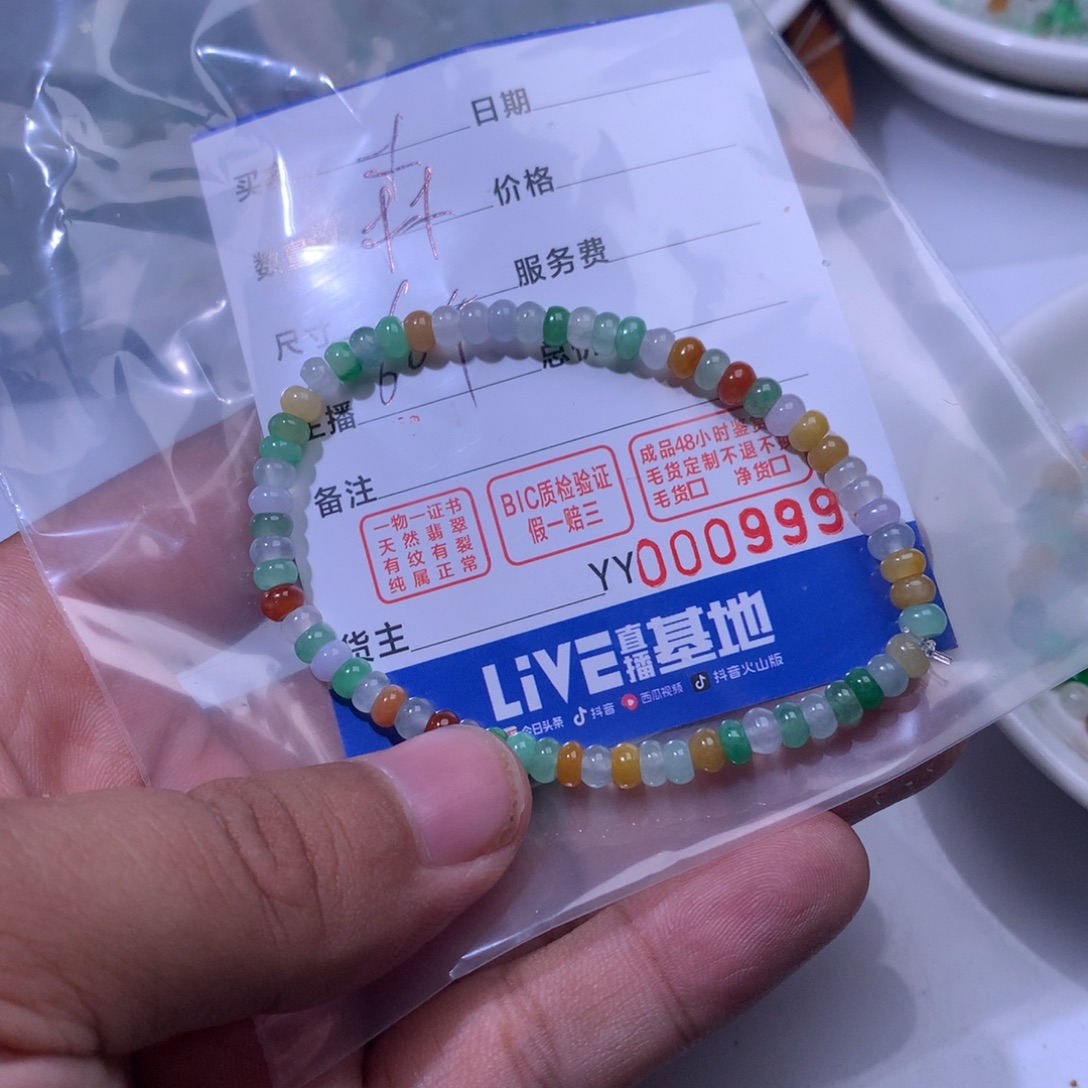 日期
买
价格
数量
服务费
尺寸
总价
主播
备注
一物一证书
天然翡翠
有纹有裂
纯属正常
BIC质检验证
假一赔三
成品48小时鉴赏
毛货定制不退不换
毛货□ 净货□
YY000999
货主
LiVE直播基地
今日头条 抖音 西瓜视频 抖音火山版